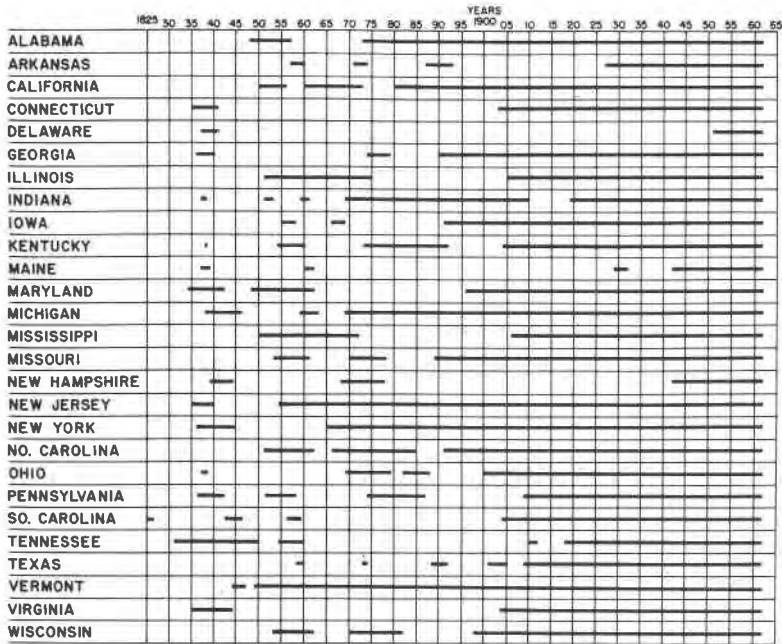 YEARS
1825 30 35 40 45 50 55 60 65 70 75 80 85 90 95 1900 05 10 15 20 25 30 35 40 45 50 55 60 65
ALABAMA
ARKANSAS
CALIFORNIA
CONNECTICUT
DELAWARE
GEORGIA
ILLINOIS
INDIANA
IOWA
KENTUCKY
MAINE
MARYLAND
MICHIGAN
MISSISSIPPI
MISSOURI
NEW HAMPSHIRE
NEW JERSEY
NEW YORK
NO. CAROLINA
OHIO
PENNSYLVANIA
SO. CAROLINA
TENNESSEE
TEXAS
VERMONT
VIRGINIA
WISCONSIN